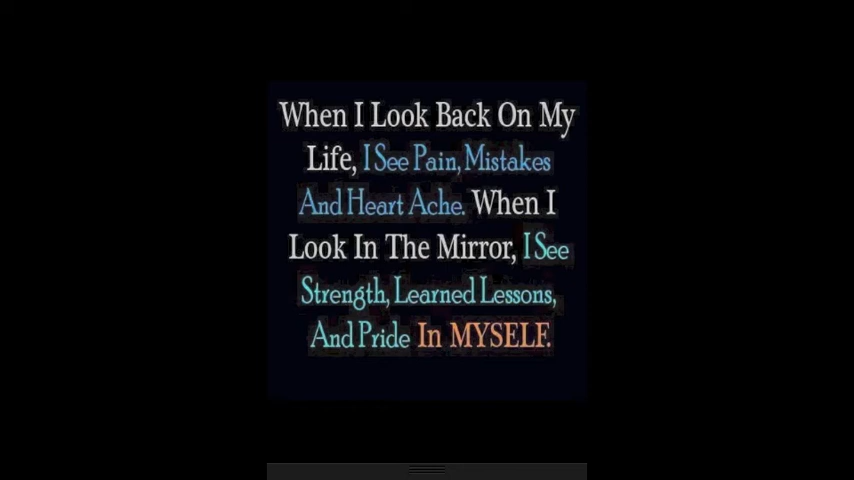 When I Look Back On My
Life, I See Pain, Mistakes
And Heart Ache. When I
Look In The Mirror, I See
Strength, Learned Lessons,
And Pride In MYSELF.